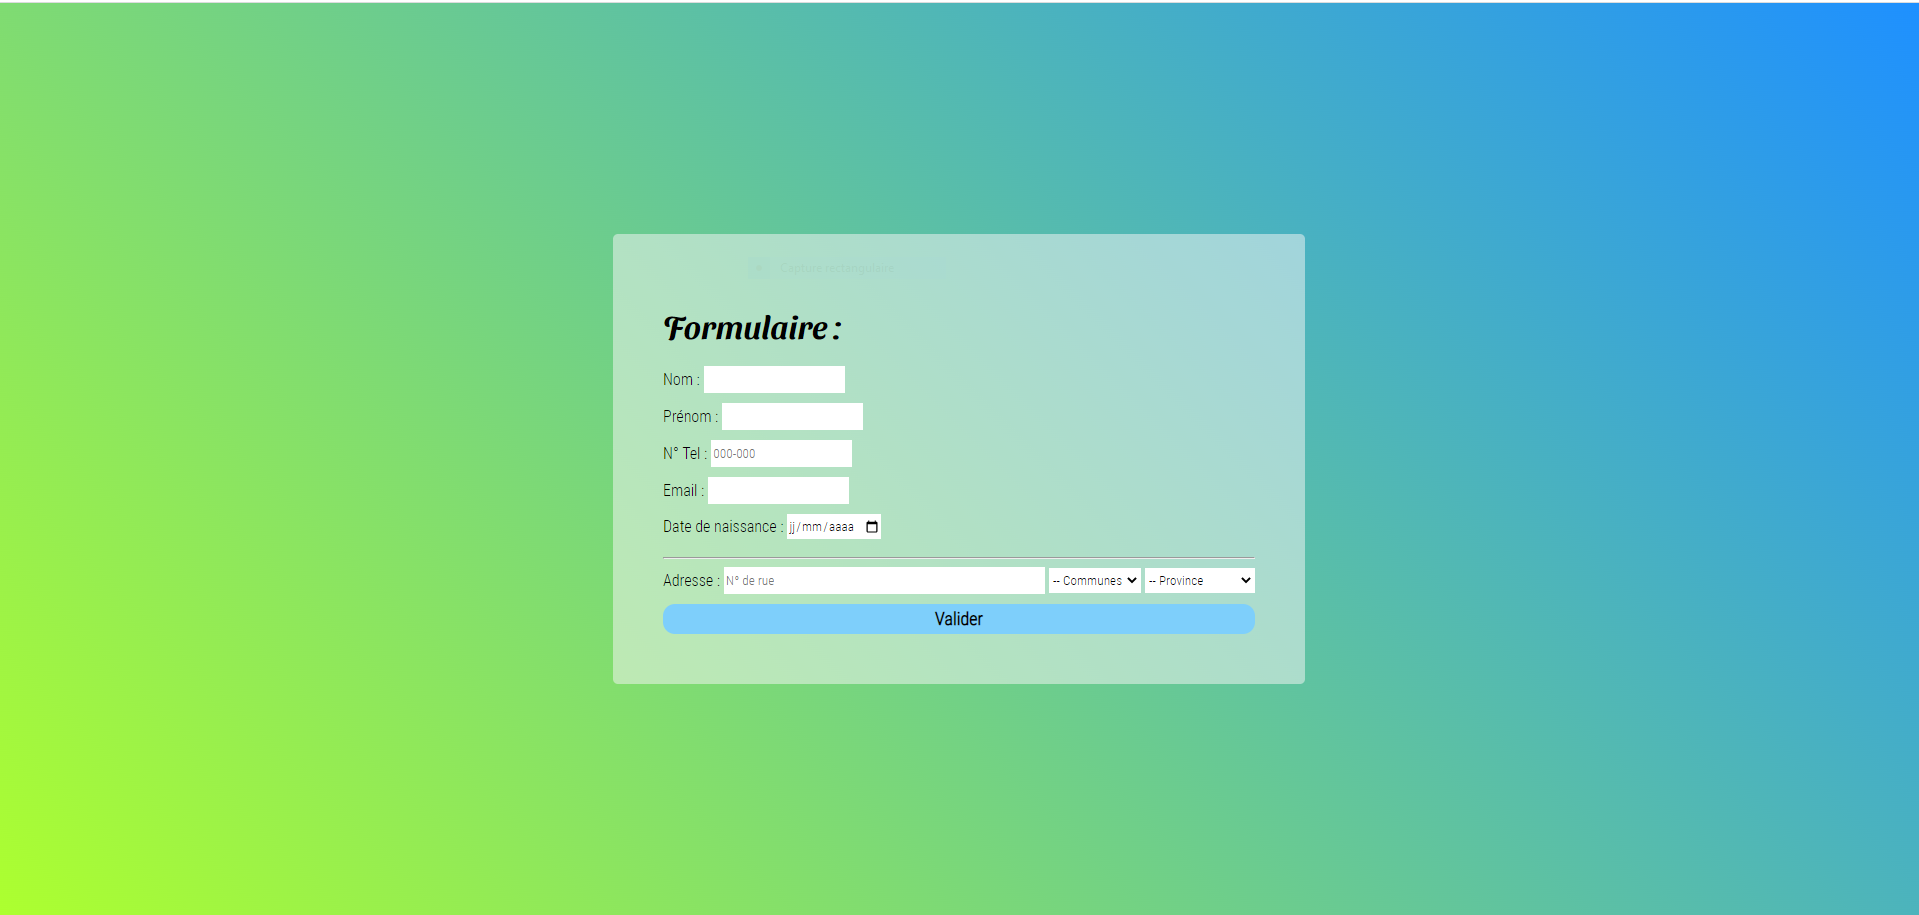 Capture rectangulaire
Formulaire :
Nom :
Prénom :
N° Tel : 000-000
Email :
Date de naissance : jj/mm/aaaa
Adresse : N° de rue -- Communes -- Province
Valider